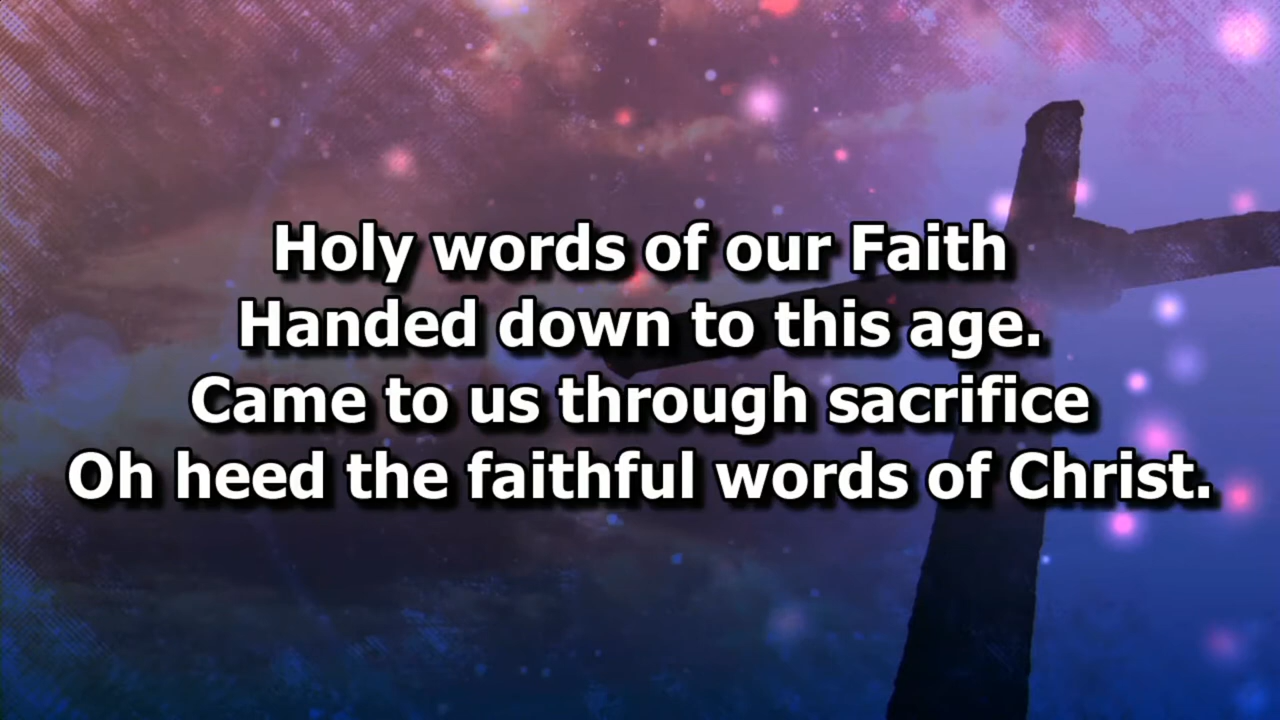 Holy words of our Faith
Handed down to this age.
Came to us through sacrifice
Oh heed the faithful words of Christ.